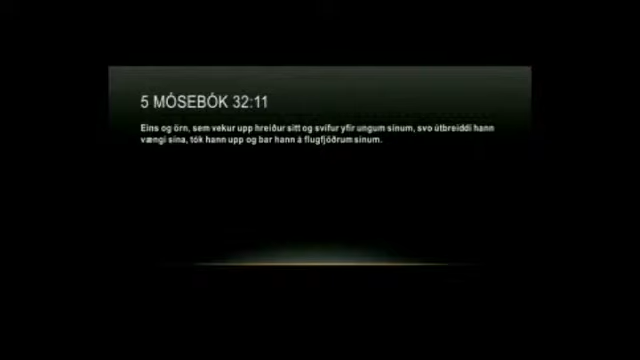 5 MÓSEBÓK 32:11
Eins og örn, sem vekur upp hreiður sitt og svífur yfir ungum sínum, svo útbreiddi hann
vængi sína, tók hann upp og bar hann á flugfjöðrum sínum.